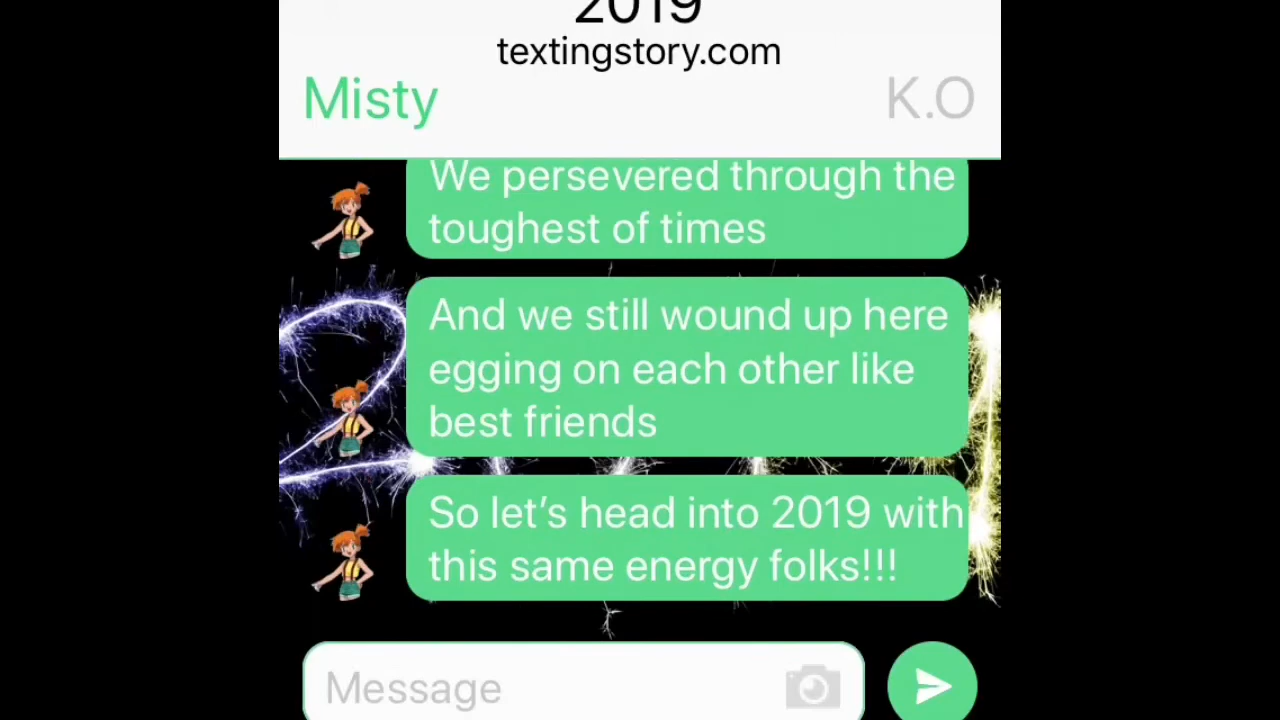 2019
textingstory.com
Misty
K.O
We persevered through the
toughest of times
And we still wound up here
egging on each other like
best friends
So let’s head into 2019 with
this same energy folks!!!
Message